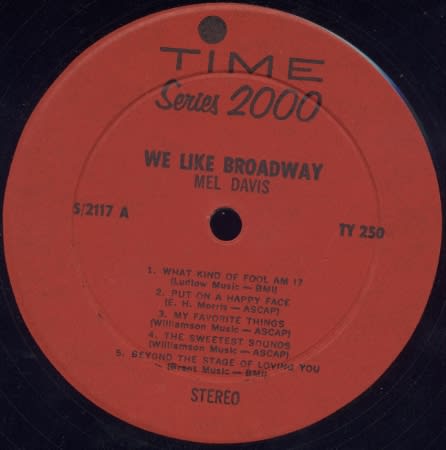 TIME
Series 2000
WE LIKE BROADWAY
MEL DAVIS
S/2117 A
TY 250
1. WHAT KIND OF FOOL AM I?
(Ludlow Music — BMI)
2. PUT ON A HAPPY FACE
(E. H. Morris — ASCAP)
3. MY FAVORITE THINGS
(Williamson Music — ASCAP)
4. THE SWEETEST SOUNDS
(Williamson Music — ASCAP)
5. BEYOND THE STAGE OF LOVING YOU
(Brent Music — BMI)
STEREO